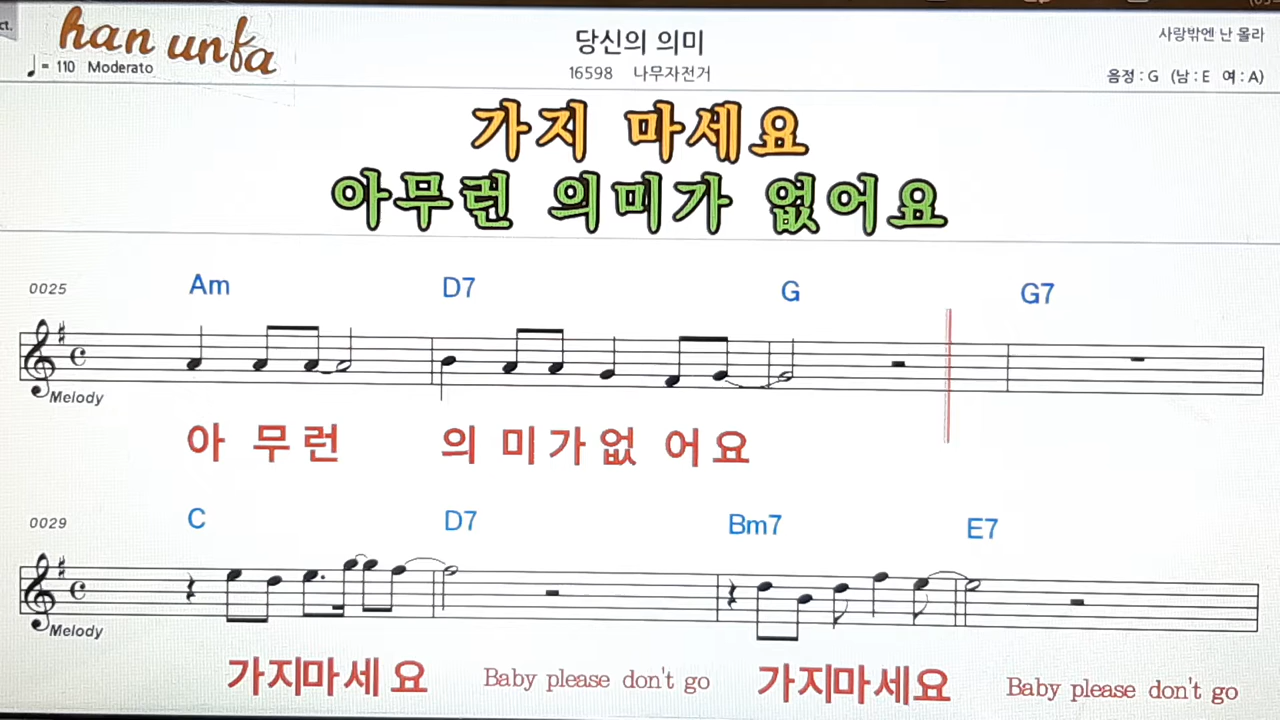 ct.
han unfa
♩= 110 Moderato
당신의 의미
16598 나무자전거
사랑밖엔 난 몰라
음정 : G (남 : E 여 : A)
가지 마세요
아무런 의미가 없어요
0025 Am D7 G G7
Melody
아 무 런 의 미 가 없 어 요
0029 C D7 Bm7 E7
Melody
가지마세 요 Baby please don't go 가지마세요 Baby please don't go